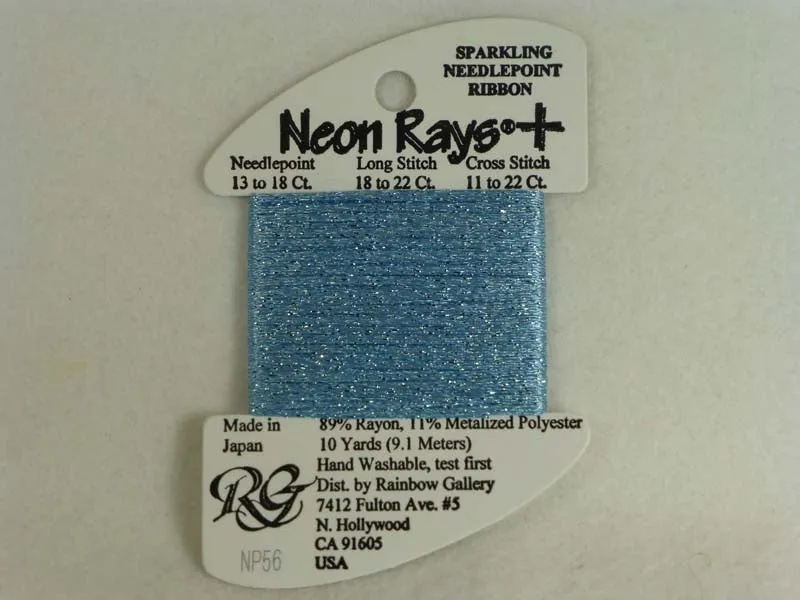 SPARKLING
NEEDLEPOINT
RIBBON
Neon Rays®+
Needlepoint Long Stitch Cross Stitch
13 to 18 Ct. 18 to 22 Ct. 11 to 22 Ct.
Made in
Japan
89% Rayon, 11% Metalized Polyester
10 Yards (9.1 Meters)
Hand Washable, test first
Dist. by Rainbow Gallery
7412 Fulton Ave. #5
N. Hollywood
CA 91605
USA
RG
NP56